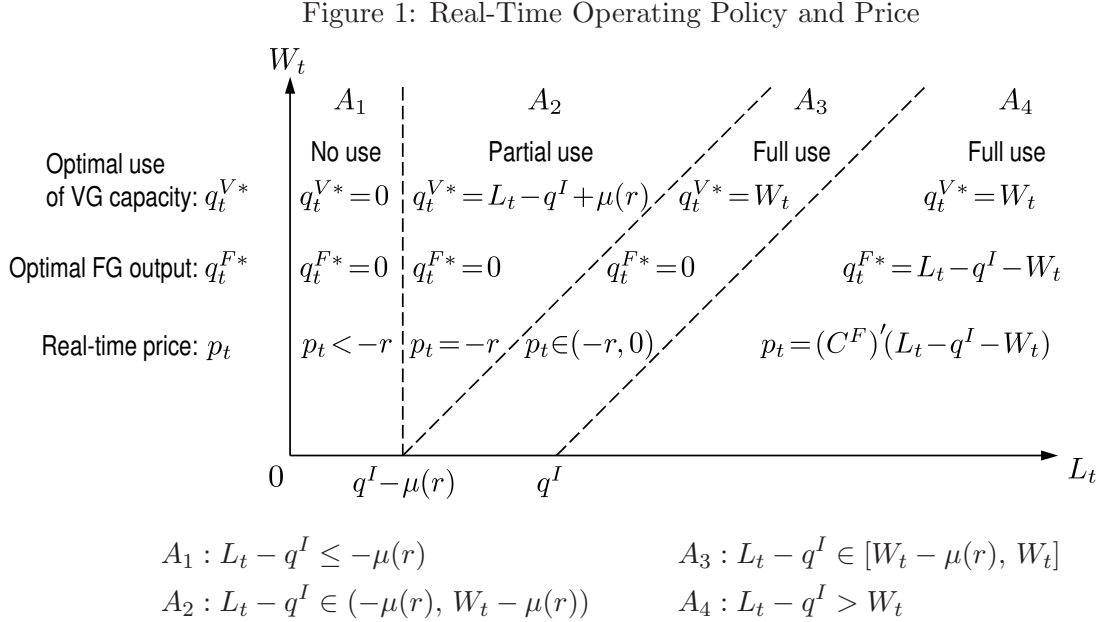 Figure 1: Real-Time Operating Policy and Price
W_t
A_1 A_2 A_3 A_4
No use Partial use Full use Full use
Optimal use
of VG capacity: q_t^{V*} q_t^{V*}=0 q_t^{V*}=L_t−q^I+μ(r) q_t^{V*}=W_t q_t^{V*}=W_t
Optimal FG output: q_t^{F*} q_t^{F*}=0 q_t^{F*}=0 q_t^{F*}=0 q_t^{F*}=L_t−q^I−W_t
Real-time price: p_t p_t<−r p_t=−r p_t∈(−r, 0) p_t=(C^F)′(L_t−q^I−W_t)
0 q^I−μ(r) q^I L_t
A_1 : L_t − q^I ≤ −μ(r) A_3 : L_t − q^I ∈ [W_t − μ(r), W_t]
A_2 : L_t − q^I ∈ (−μ(r), W_t − μ(r)) A_4 : L_t − q^I > W_t